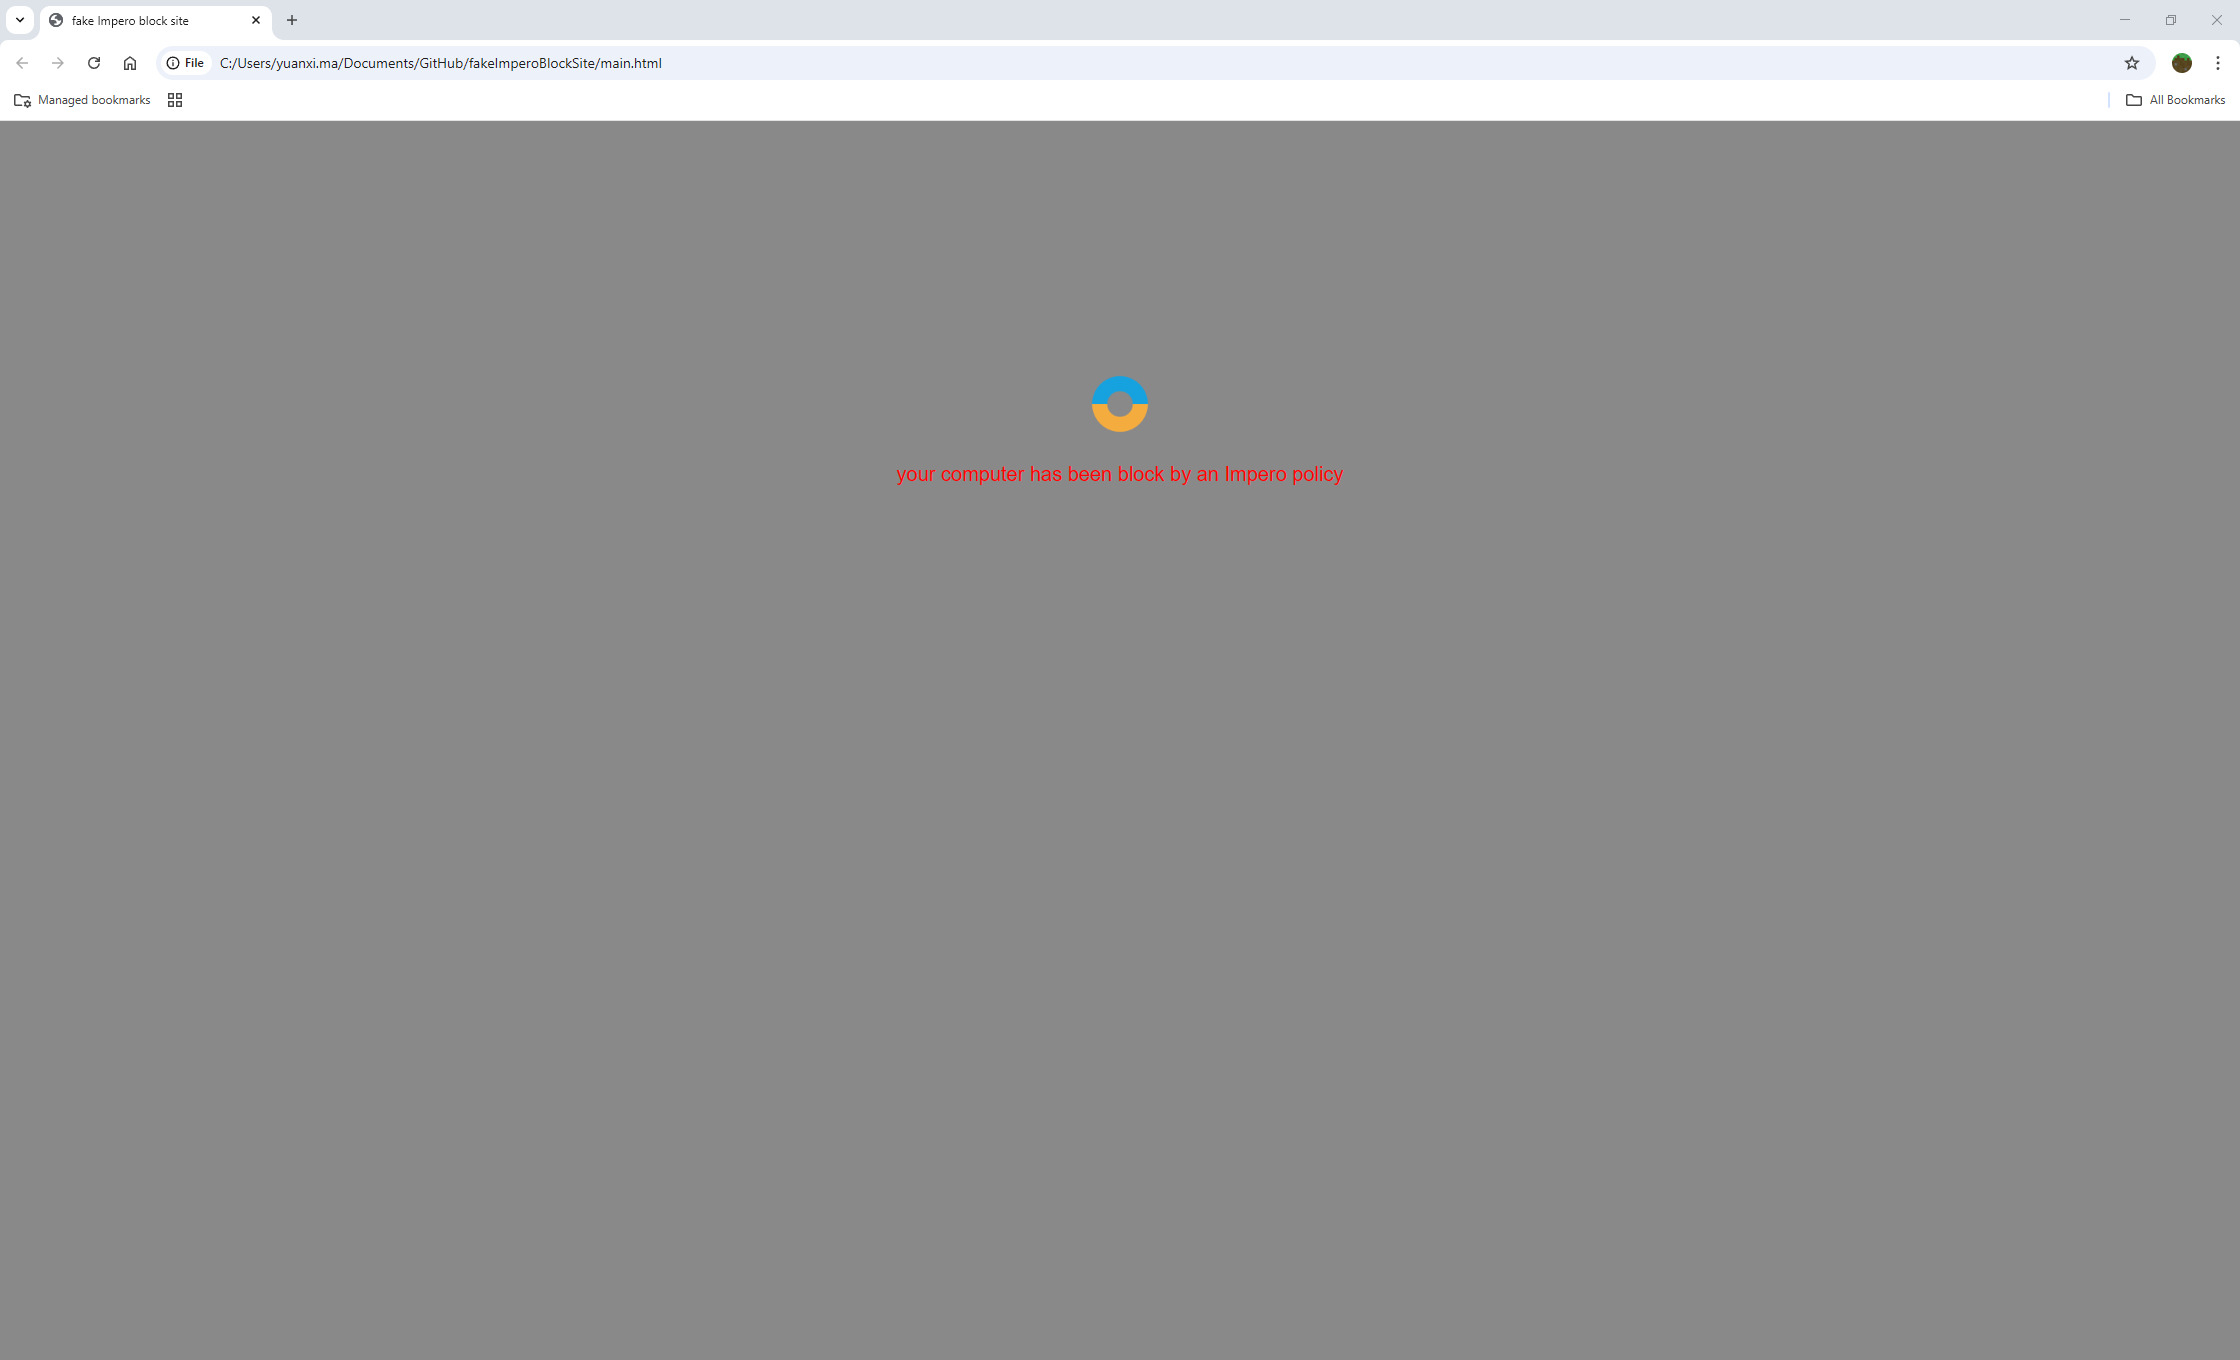 fake Impero block site
File C:/Users/yuanxi.ma/Documents/GitHub/fakeImperoBlockSite/main.html
Managed bookmarks All Bookmarks
your computer has been block by an Impero policy